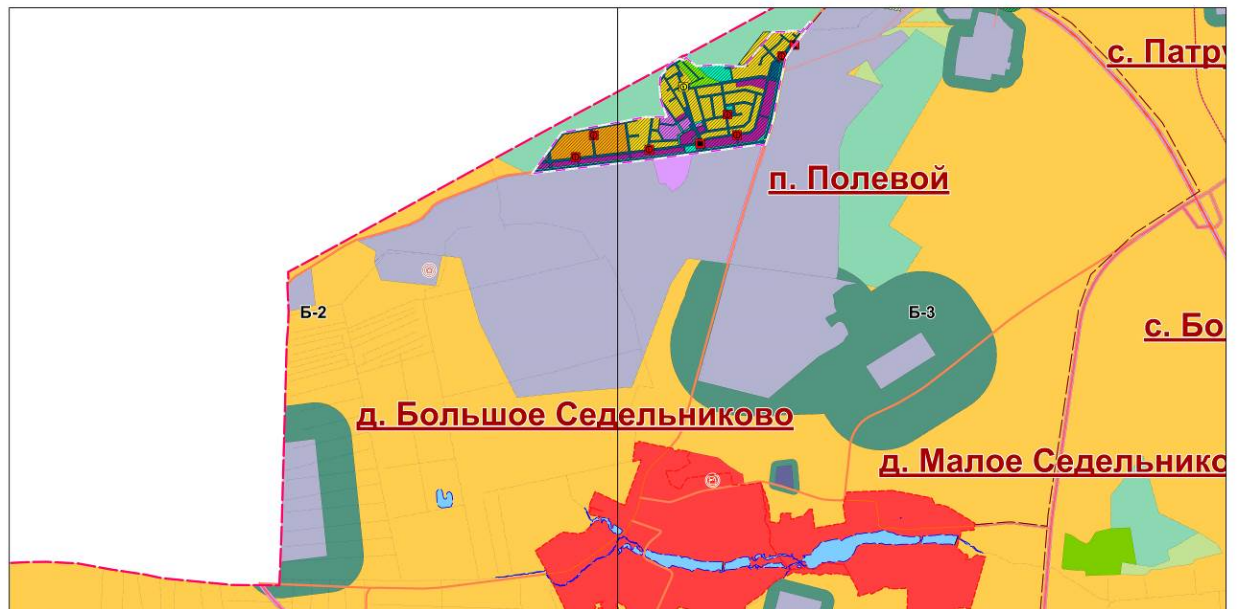 с. Патру
п. Полевой
Б-2
Б-3
с. Бо
д. Большое Седельниково
д. Малое Седельнико